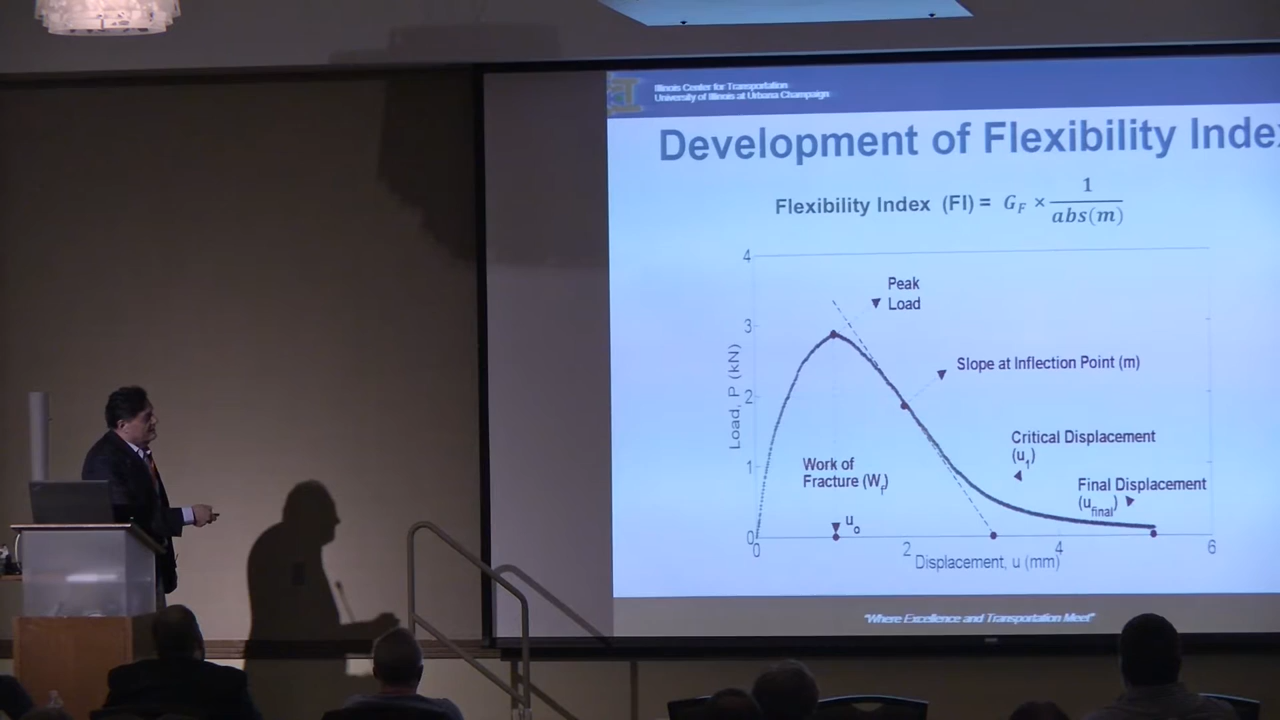 Illinois Center for Transportation
University of Illinois at Urbana Champaign
Development of Flexibility Inde
Flexibility Index (FI) = G_F × 1/abs(m)
4
3
2
1
0
Load, P (kN)
Peak
Load
Slope at Inflection Point (m)
Critical Displacement
(u₁)
Work of
Fracture (W_f)
Final Displacement
(u_final)
u₀
0
2
4
6
Displacement, u (mm)
"Where Excellence and Transportation Meet"